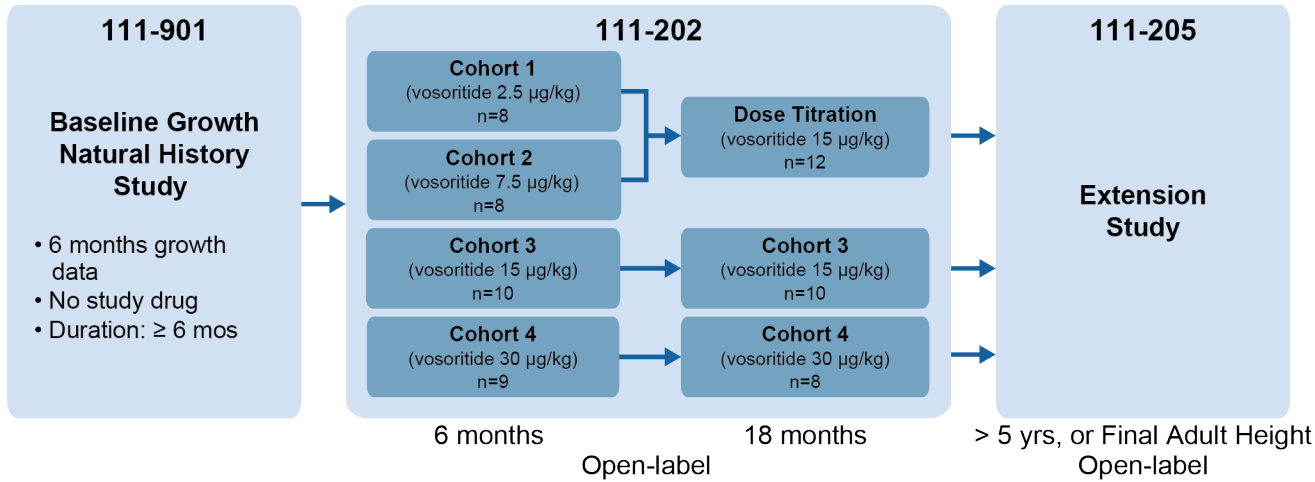 111-901
Baseline Growth
Natural History
Study
• 6 months growth
data
• No study drug
• Duration: ≥ 6 mos
111-202
Cohort 1
(vosoritide 2.5 µg/kg)
n=8
Cohort 2
(vosoritide 7.5 µg/kg)
n=8
Dose Titration
(vosoritide 15 µg/kg)
n=12
Cohort 3
(vosoritide 15 µg/kg)
n=10
Cohort 3
(vosoritide 15 µg/kg)
n=10
Cohort 4
(vosoritide 30 µg/kg)
n=9
Cohort 4
(vosoritide 30 µg/kg)
n=8
6 months
18 months
Open-label
111-205
Extension
Study
> 5 yrs, or Final Adult Height
Open-label